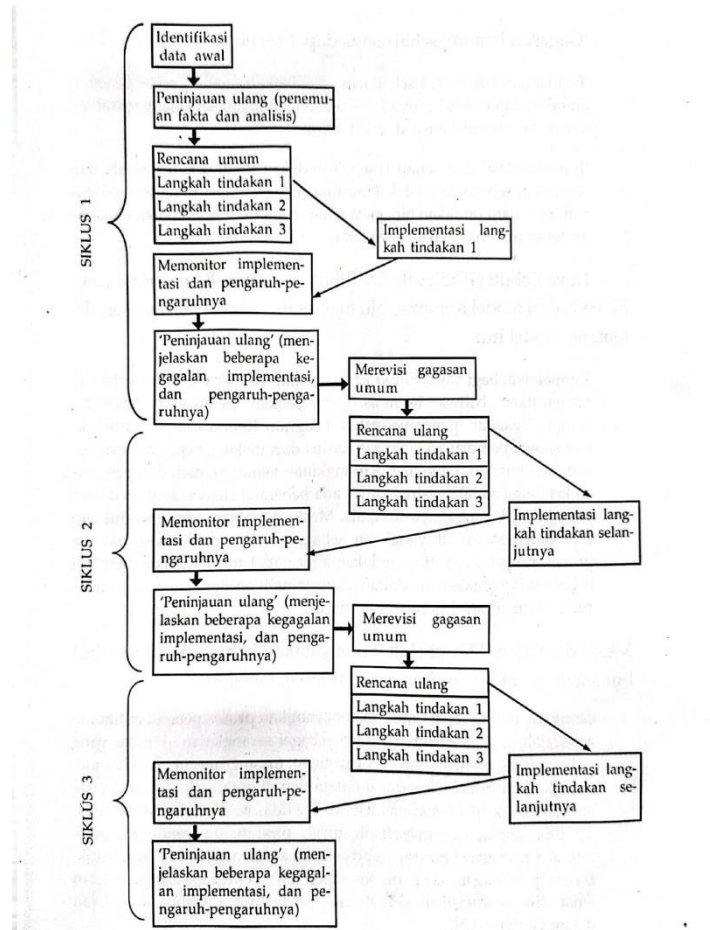 SIKLUS 1
Identifikasi
data awal
Peninjauan ulang (penemu-
an fakta dan analisis)
Rencana umum
Langkah tindakan 1
Langkah tindakan 2
Langkah tindakan 3
Implementasi lang-
kah tindakan 1
Memonitor implemen-
tasi dan pengaruh-pe-
ngaruhnya
'Peninjauan ulang' (men-
jelaskan beberapa ke-
gagalan implementasi,
dan pengaruh-penga-
ruhnya)
Merevisi gagasan
umum
SIKLUS 2
Rencana ulang
Langkah tindakan 1
Langkah tindakan 2
Langkah tindakan 3
Implementasi lang-
kah tindakan selan-
jutnya
Memonitor implemen-
tasi dan pengaruh-pe-
ngaruhnya
'Peninjauan ulang' (menje-
laskan beberapa kegagalan
implementasi, dan penga-
ruh-pengaruhnya)
Merevisi gagasan
umum
SIKLUS 3
Rencana ulang
Langkah tindakan 1
Langkah tindakan 2
Langkah tindakan 3
Implementasi lang-
kah tindakan se-
lanjutnya
Memonitor implemen-
tasi dan pengaruh-pe-
ngaruhnya
'Peninjauan ulang' (men-
jelaskan beberapa kegagal-
an implementasi, dan pe-
ngaruh-pengaruhnya)